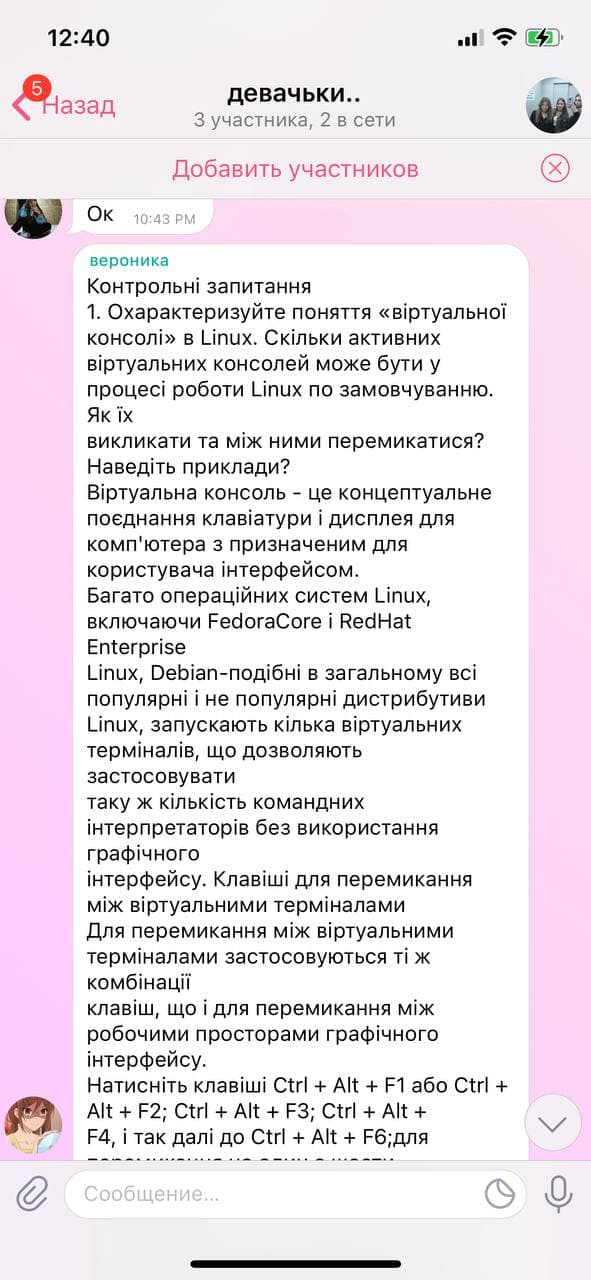 12:40
5
Назад
девачьки..
3 участника, 2 в сети
Добавить участников
Ок 10:43 PM
вероника
Контрольні запитання
1. Охарактеризуйте поняття «віртуальної
консолі» в Linux. Скільки активних
віртуальних консолей може бути у
процесі роботи Linux по замовчуванню.
Як їх
викликати та між ними перемикатися?
Наведіть приклади?
Віртуальна консоль - це концептуальне
поєднання клавіатури і дисплея для
комп'ютера з призначеним для
користувача інтерфейсом.
Багато операційних систем Linux,
включаючи FedoraCore і RedHat
Enterprise
Linux, Debian-подібні в загальному всі
популярні і не популярні дистрибутиви
Linux, запускають кілька віртуальних
терміналів, що дозволяють
застосовувати
таку ж кількість командних
інтерпретаторів без використання
графічного
інтерфейсу. Клавіші для перемикання
між віртуальними терміналами
Для перемикання між віртуальними
терміналами застосовуються ті ж
комбінації
клавіш, що і для перемикання між
робочими просторами графічного
інтерфейсу.
Натисніть клавіші Ctrl + Alt + F1 або Ctrl +
Alt + F2; Ctrl + Alt + F3; Ctrl + Alt +
F4, і так далі до Ctrl + Alt + F6;для
Сообщение...